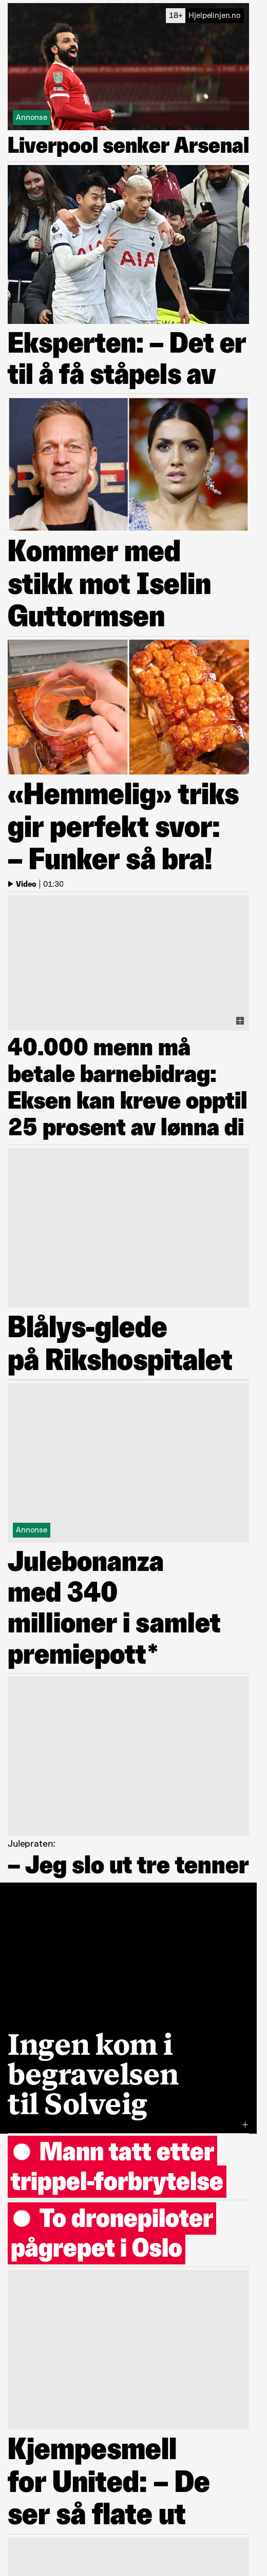 18+ Hjelpelinjen.no
Annonse
Liverpool senker Arsenal
AIA
AIA
Eksperten: – Det er
til å få ståpels av
Kommer med
stikk mot Iselin
Guttormsen
«Hemmelig» triks
gir perfekt svor:
– Funker så bra!
Video | 01:30
40.000 menn må
betale barnebidrag:
Eksen kan kreve opptil
25 prosent av lønna di
Blålys-glede
på Rikshospitalet
Annonse
Julebonanza
med 340
millioner i samlet
premiepott*
Julepraten:
– Jeg slo ut tre tenner
Ingen kom i
begravelsen
til Solveig
Mann tatt etter
trippel-forbrytelse
To dronepiloter
pågrepet i Oslo
Kjempesmell
for United: – De
ser så flate ut